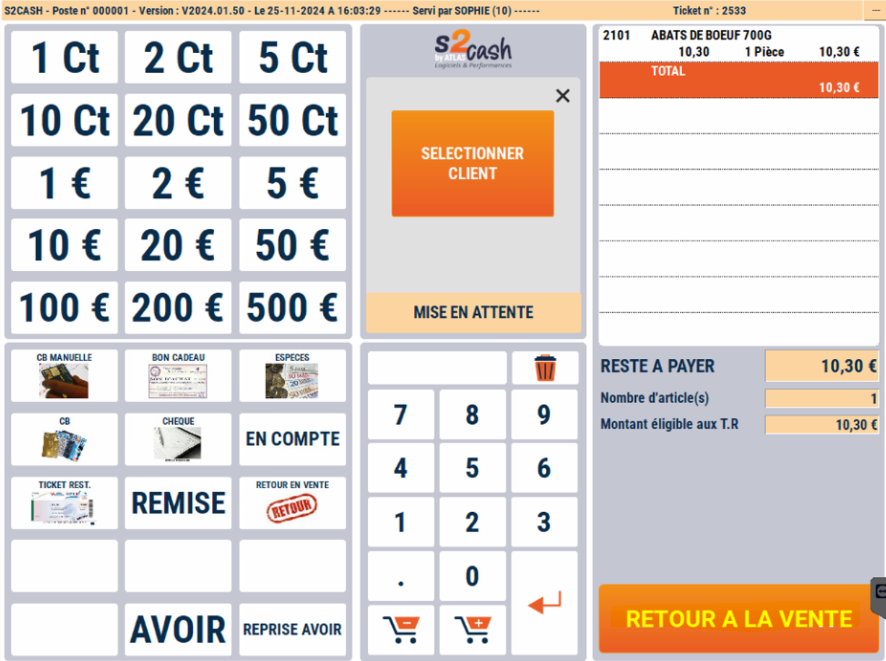 S2CASH - Poste n° 000001 - Version : V2024.01.50 - Le 25-11-2024 A 16:03:29 ------ Servi par SOPHIE (10) ------ Ticket n° : 2533 ...
1 Ct 2 Ct 5 Ct
10 Ct 20 Ct 50 Ct
1 € 2 € 5 €
10 € 20 € 50 €
100 € 200 € 500 €
CB MANUELLE BON CADEAU ESPECES
CB CHEQUE EN COMPTE
TICKET REST. REMISE RETOUR EN VENTE
RETOUR
AVOIR REPRISE AVOIR
S2cash
by ATLAS
Logiciels & Performances
SELECTIONNER
CLIENT
MISE EN ATTENTE
7 8 9
4 5 6
1 2 3
. 0
2101 ABATS DE BOEUF 700G
10,30 1 Pièce 10,30 €
TOTAL
10,30 €
RESTE A PAYER 10,30 €
Nombre d'article(s) 1
Montant éligible aux T.R 10,30 €
RETOUR A LA VENTE